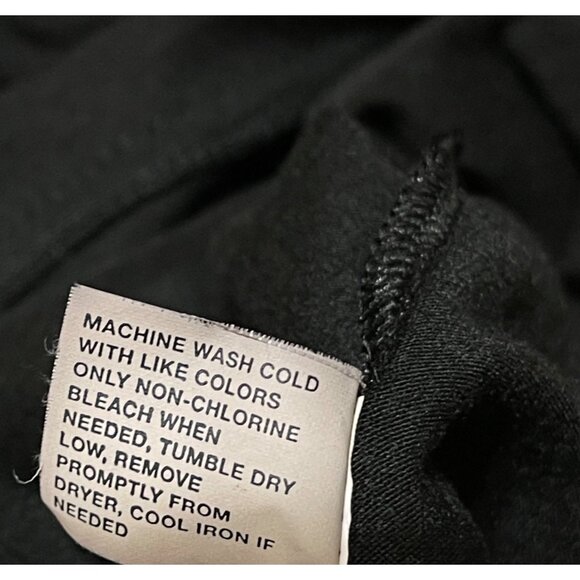 MACHINE WASH COLD
WITH LIKE COLORS
ONLY NON-CHLORINE
BLEACH WHEN
NEEDED, TUMBLE DRY
LOW, REMOVE
PROMPTLY FROM
DRYER, COOL IRON IF
NEEDED